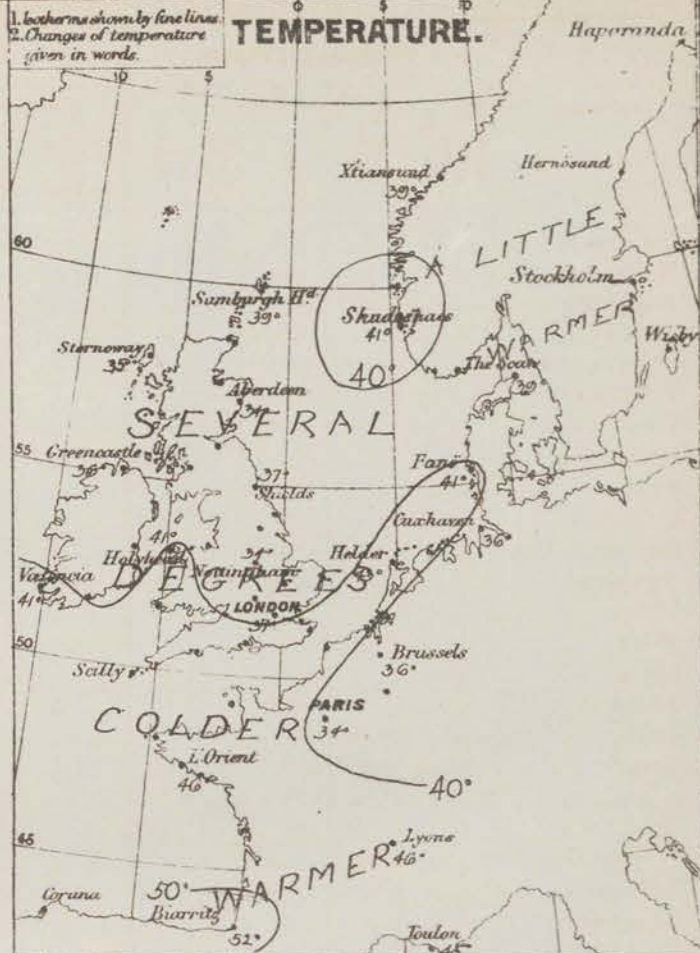 1. Isotherms shown by fine lines.
2. Changes of temperature
given in words.
TEMPERATURE.
0 5 10
10 5
Haparanda
Xtiansund
39°
Hernösand
60
A LITTLE
WARMER
Stockholm
Sumburgh Hd.
39°
Skudesnaes
41°
40°
Wisby
The Scaw
39
Stornoway
35°
Aberdeen
34°
SEVERAL
55
Greencastle
36°
37°
Shields
Fanö
41°
Cuxhaven
36°
41°
Holyhead
34°
Nottingham
Helder
Valencia
41°
DEGREES
LONDON
37°
50
Scilly
Brussels
36°
PARIS
34°
COLDER
L'Orient
46°
40°
45
Lyons
46°
WARMER
50°
Coruna
Biarritz
52°
Toulon
45